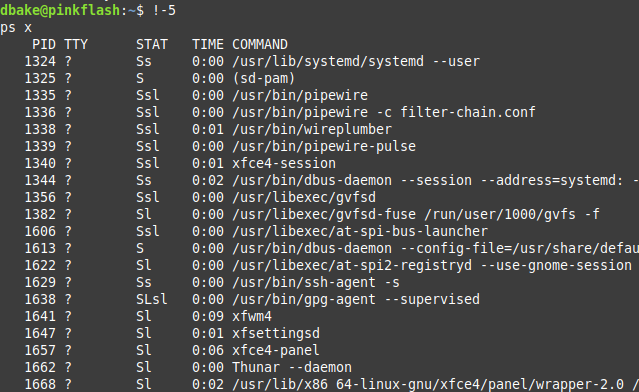 dbake@pinkflash:~$ !-5
ps x
    PID TTY      STAT   TIME COMMAND
   1324 ?        Ss     0:00 /usr/lib/systemd/systemd --user
   1325 ?        S      0:00 (sd-pam)
   1335 ?        Ssl    0:00 /usr/bin/pipewire
   1336 ?        Ssl    0:00 /usr/bin/pipewire -c filter-chain.conf
   1338 ?        Ssl    0:01 /usr/bin/wireplumber
   1339 ?        Ssl    0:00 /usr/bin/pipewire-pulse
   1340 ?        Ssl    0:01 xfce4-session
   1344 ?        Ss     0:02 /usr/bin/dbus-daemon --session --address=systemd: -
   1356 ?        Ssl    0:00 /usr/libexec/gvfsd
   1382 ?        Sl     0:00 /usr/libexec/gvfsd-fuse /run/user/1000/gvfs -f
   1606 ?        Ssl    0:00 /usr/libexec/at-spi-bus-launcher
   1613 ?        S      0:00 /usr/bin/dbus-daemon --config-file=/usr/share/defau
   1622 ?        Sl     0:00 /usr/libexec/at-spi2-registryd --use-gnome-session
   1629 ?        Ss     0:00 /usr/bin/ssh-agent -s
   1638 ?        SLsl   0:00 /usr/bin/gpg-agent --supervised
   1641 ?        Sl     0:09 xfwm4
   1647 ?        Sl     0:01 xfsettingsd
   1657 ?        Sl     0:06 xfce4-panel
   1662 ?        Sl     0:00 Thunar --daemon
   1668 ?        Sl     0:02 /usr/lib/x86_64-linux-gnu/xfce4/panel/wrapper-2.0 /